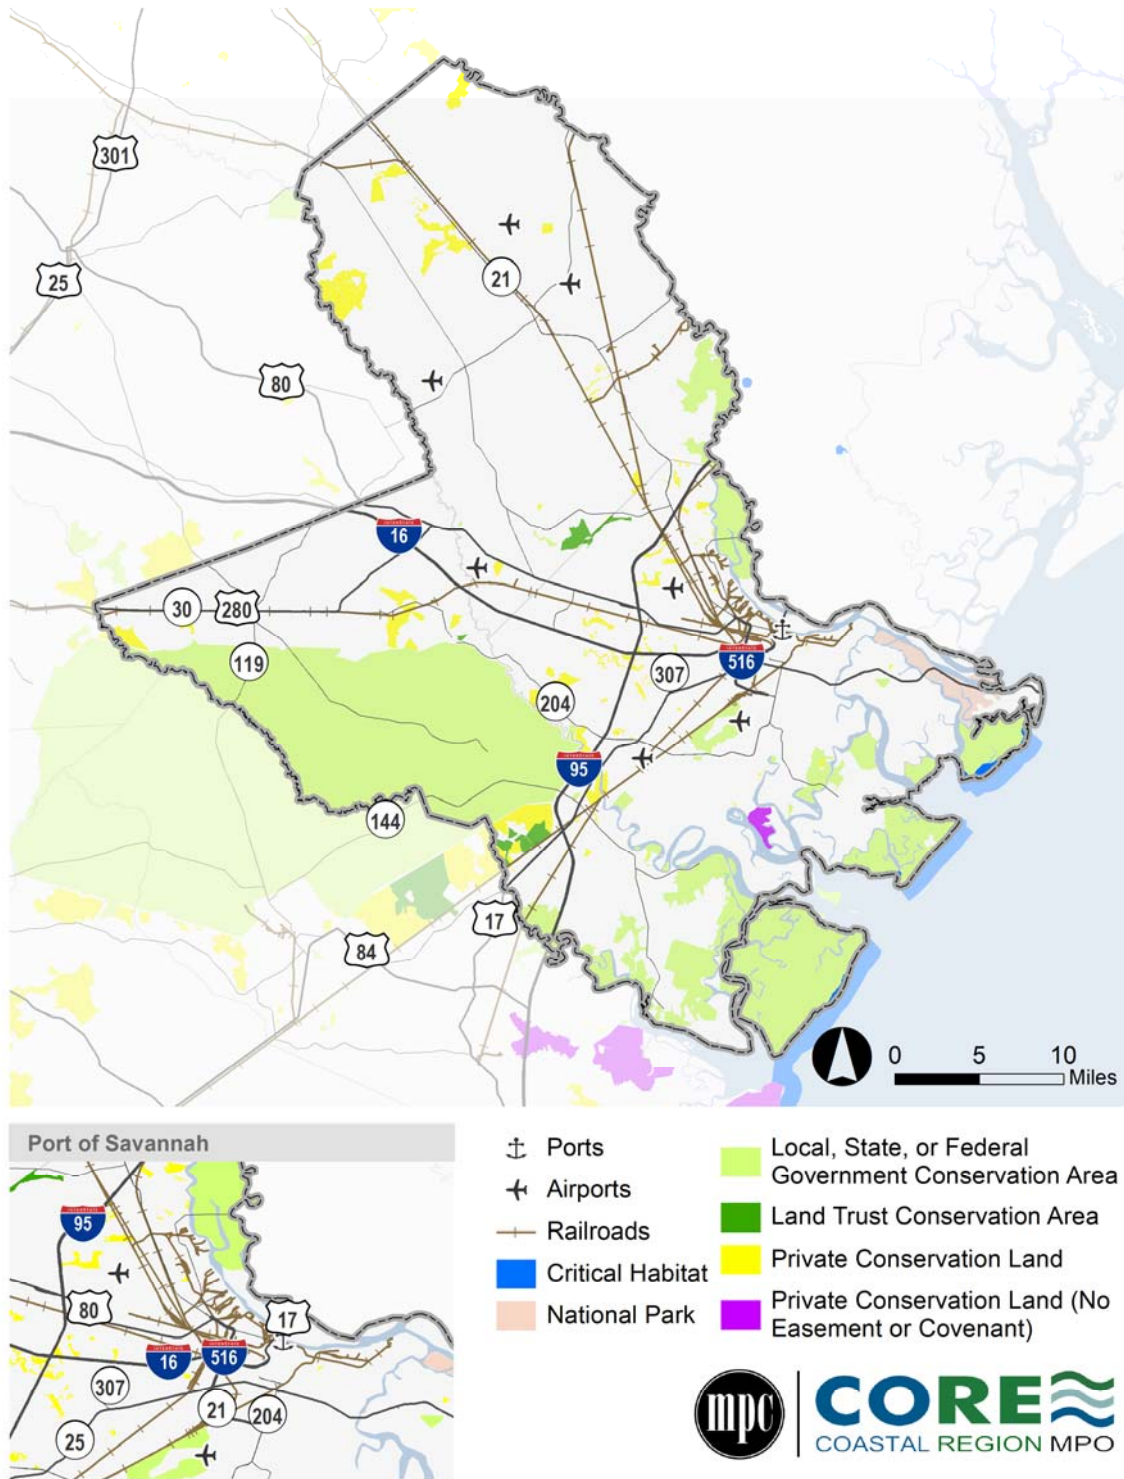 301
25
21
80
16
30
280
119
204
307
516
95
144
17
84
0 5 10
Miles
Port of Savannah
95
80
17
16
516
307
21
204
25
Ports
Airports
Railroads
Critical Habitat
National Park
Local, State, or Federal
Government Conservation Area
Land Trust Conservation Area
Private Conservation Land
Private Conservation Land (No
Easement or Covenant)
mpc
CORE
COASTAL REGION MPO